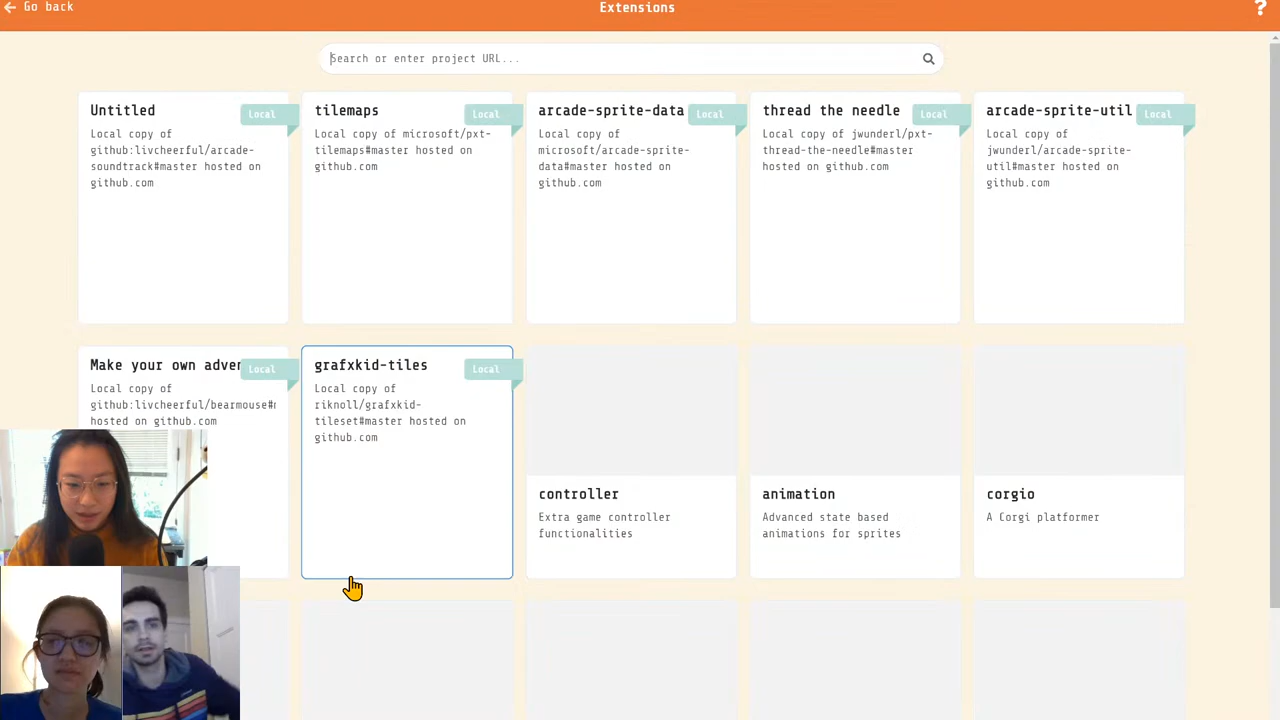 Go back
Extensions
?
Search or enter project URL...
Untitled
Local
Local copy of
github:livcheerful/arcade-
soundtrack#master hosted on
github.com
tilemaps
Local
Local copy of microsoft/pxt-
tilemaps#master hosted on
github.com
arcade-sprite-data
Local
Local copy of
microsoft/arcade-sprite-
data#master hosted on
github.com
thread the needle
Local
Local copy of jwunderl/pxt-
thread-the-needle#master
hosted on github.com
arcade-sprite-util
Local
Local copy of
jwunderl/arcade-sprite-
util#master hosted on
github.com
Make your own adven
Local
Local copy of
github:livcheerful/bearmouse#
hosted on github.com
grafxkid-tiles
Local
Local copy of
riknoll/grafxkid-
tileset#master hosted on
github.com
controller
Extra game controller
functionalities
animation
Advanced state based
animations for sprites
corgio
A Corgi platformer